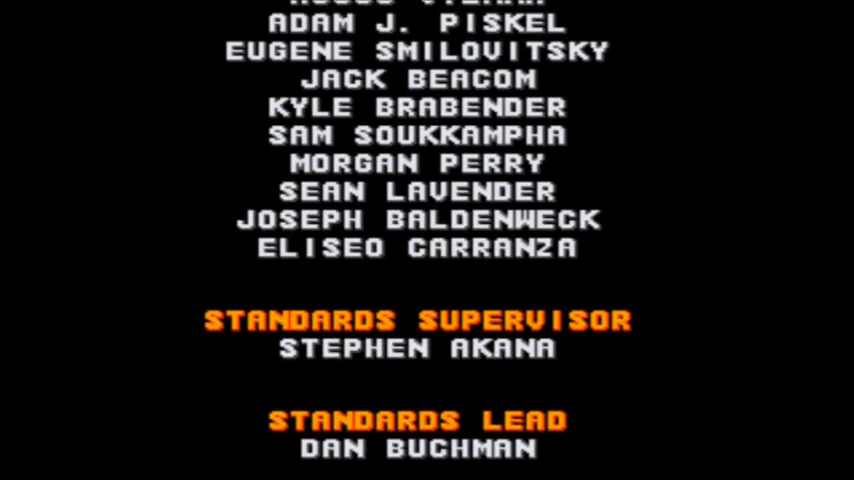 ADAM J. PISKEL
EUGENE SMILOVITSKY
JACK BEACOM
KYLE BRABENDER
SAM SOUKKAMPHA
MORGAN PERRY
SEAN LAVENDER
JOSEPH BALDENWECK
ELISEO CARRANZA
STANDARDS SUPERVISOR
STEPHEN AKANA
STANDARDS LEAD
DAN BUCHMAN